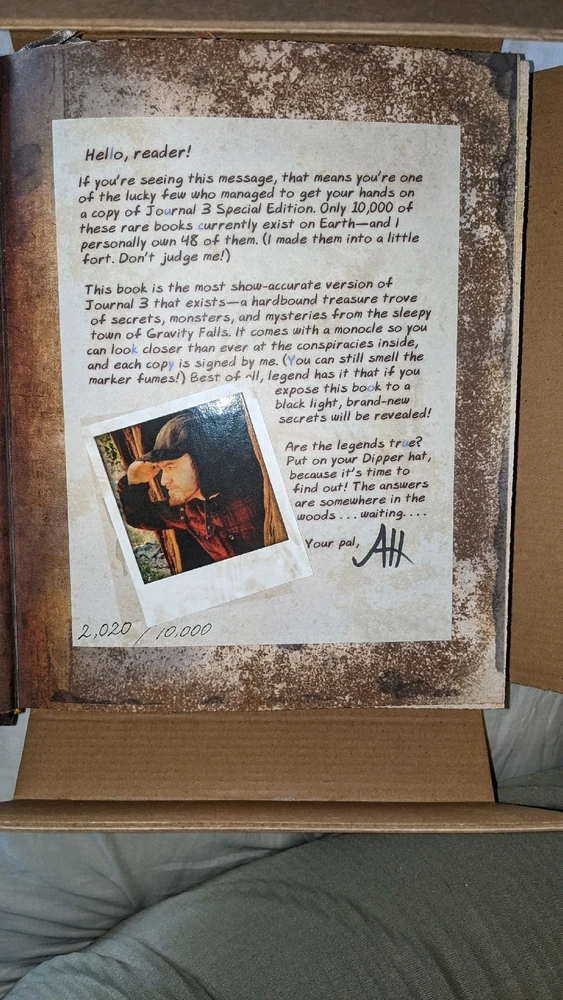 Hello, reader!
If you're seeing this message, that means you're one
of the lucky few who managed to get your hands on
a copy of Journal 3 Special Edition. Only 10,000 of
these rare books currently exist on Earth—and I
personally own 48 of them. (I made them into a little
fort. Don't judge me!)
This book is the most show-accurate version of
Journal 3 that exists—a hardbound treasure trove
of secrets, monsters, and mysteries from the sleepy
town of Gravity Falls. It comes with a monocle so you
can look closer than ever at the conspiracies inside,
and each copy is signed by me. (You can still smell the
marker fumes!) Best of all, legend has it that if you
expose this book to a
black light, brand-new
secrets will be revealed!
Are the legends true?
Put on your Dipper hat,
because it's time to
find out! The answers
are somewhere in the
woods . . . waiting. . . .
Your pal,
AH
2,020 / 10,000